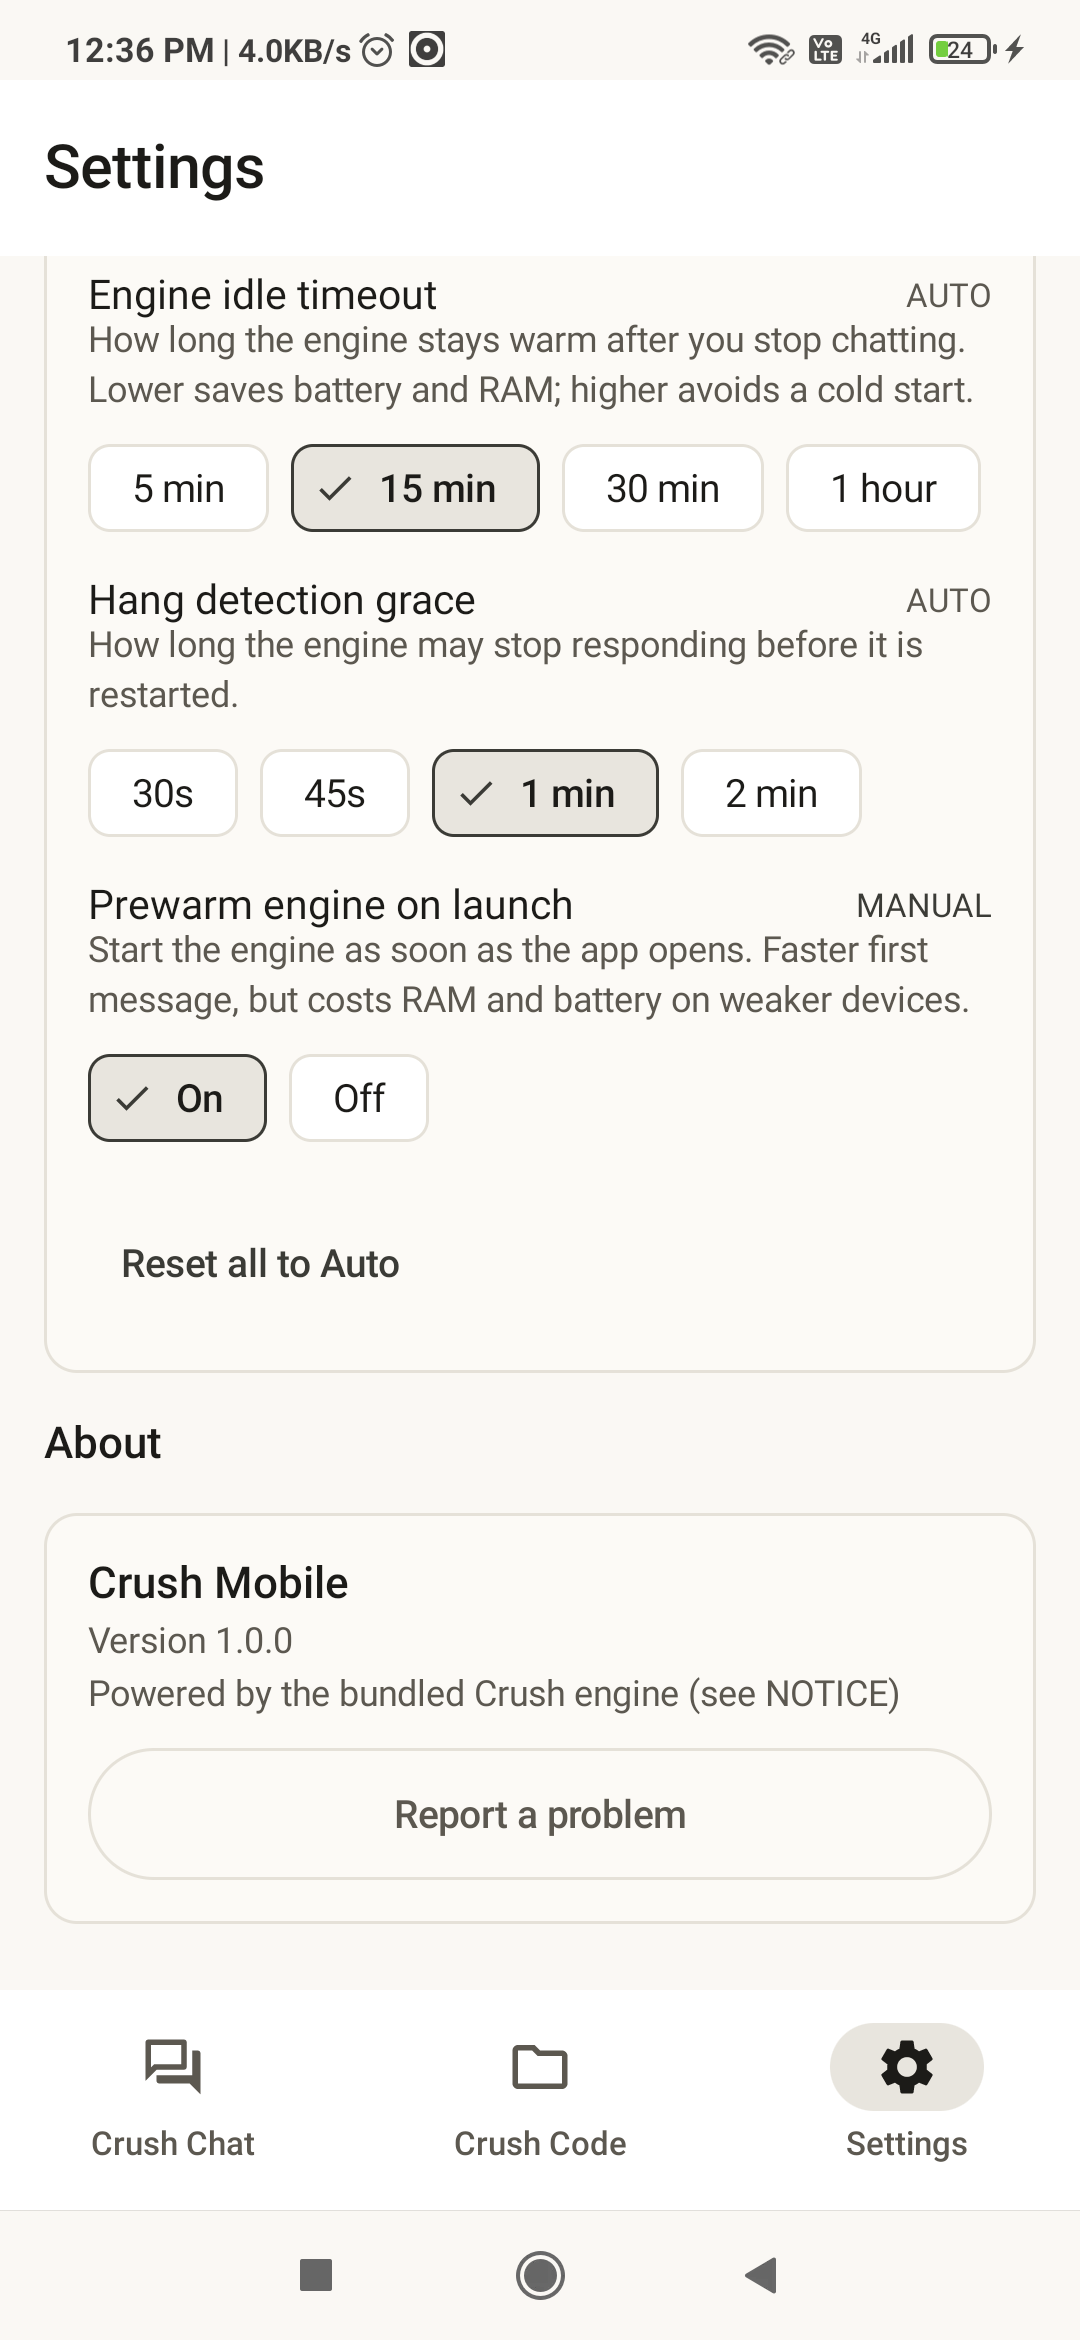 12:36 PM | 4.0KB/s Vo LTE 4G 24
Settings
Engine idle timeout AUTO
How long the engine stays warm after you stop chatting.
Lower saves battery and RAM; higher avoids a cold start.
5 min 15 min 30 min 1 hour
Hang detection grace AUTO
How long the engine may stop responding before it is
restarted.
30s 45s 1 min 2 min
Prewarm engine on launch MANUAL
Start the engine as soon as the app opens. Faster first
message, but costs RAM and battery on weaker devices.
On Off
Reset all to Auto
About
Crush Mobile
Version 1.0.0
Powered by the bundled Crush engine (see NOTICE)
Report a problem
Crush Chat Crush Code Settings